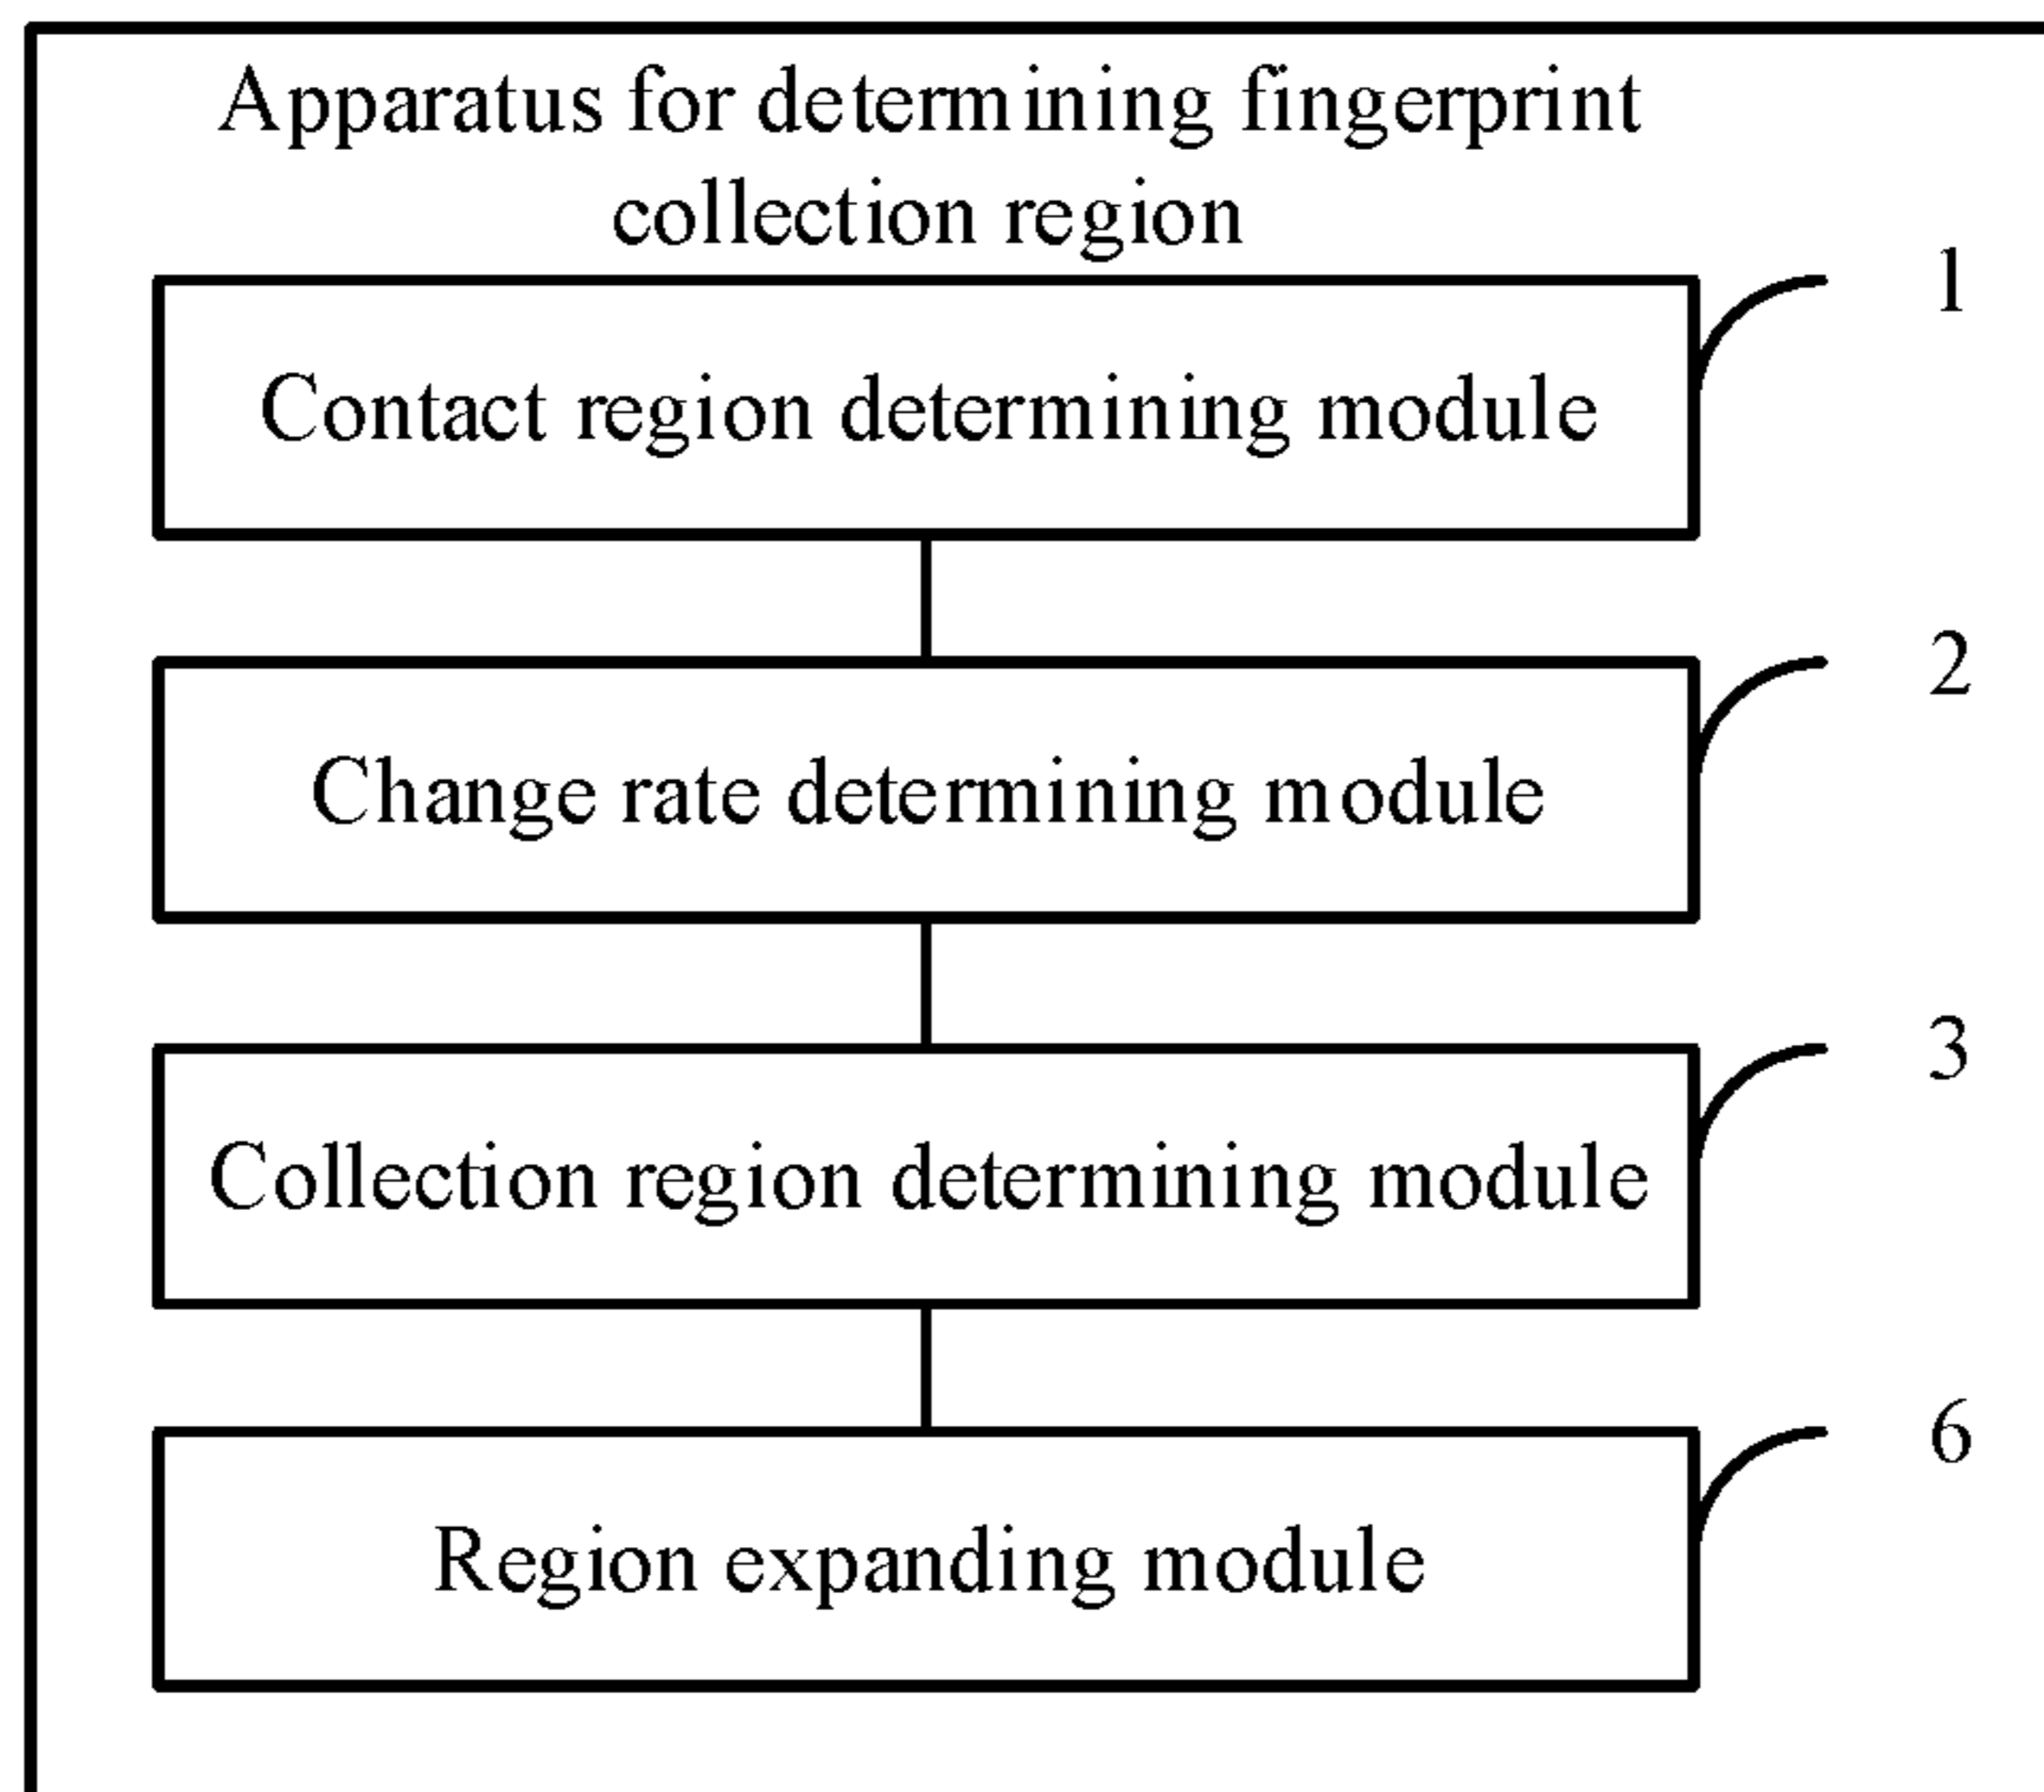 Apparatus for determining fingerprint
collection region
1
Contact region determining module
2
Change rate determining module
3
Collection region determining module
6
Region expanding module